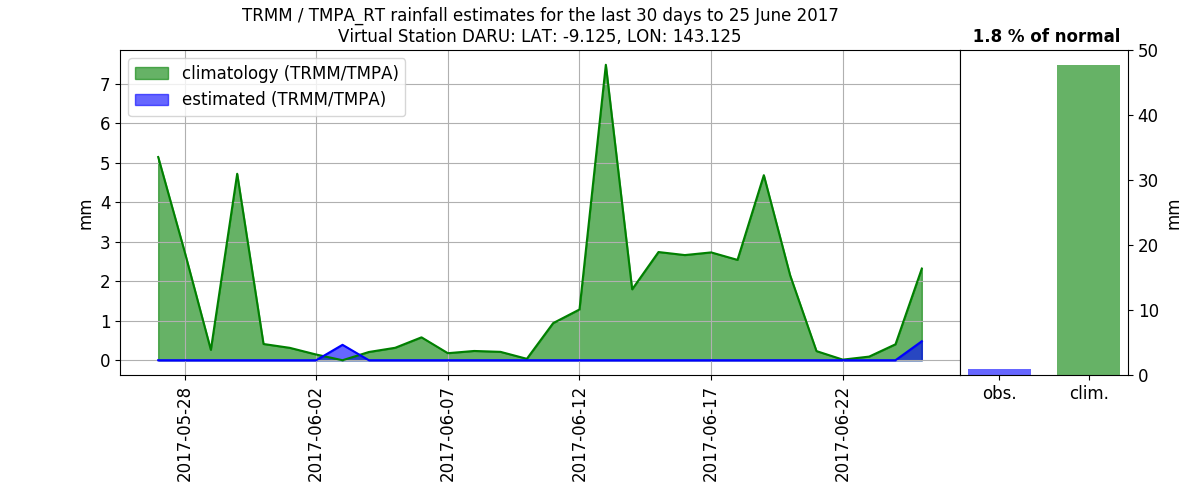 TRMM / TMPA_RT rainfall estimates for the last 30 days to 25 June 2017
Virtual Station DARU: LAT: -9.125, LON: 143.125
1.8 % of normal
climatology (TRMM/TMPA)
estimated (TRMM/TMPA)
mm
7
6
5
4
3
2
1
0
2017-05-28
2017-06-02
2017-06-07
2017-06-12
2017-06-17
2017-06-22
obs.
clim.
50
40
30
20
10
0
mm